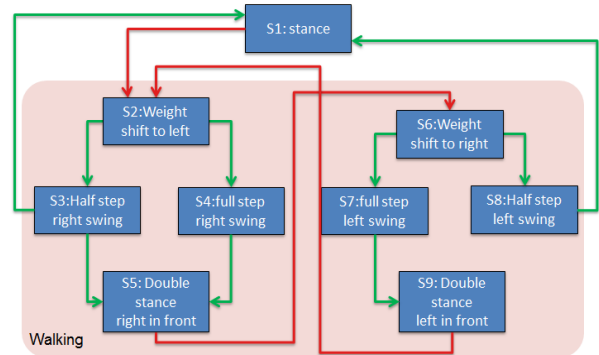 S1: stance
S2:Weight
shift to left
S6:Weight
shift to right
S3:Half step
right swing
S4:full step
right swing
S7:full step
left swing
S8:Half step
left swing
S5: Double
stance
right in front
S9: Double
stance
left in front
Walking